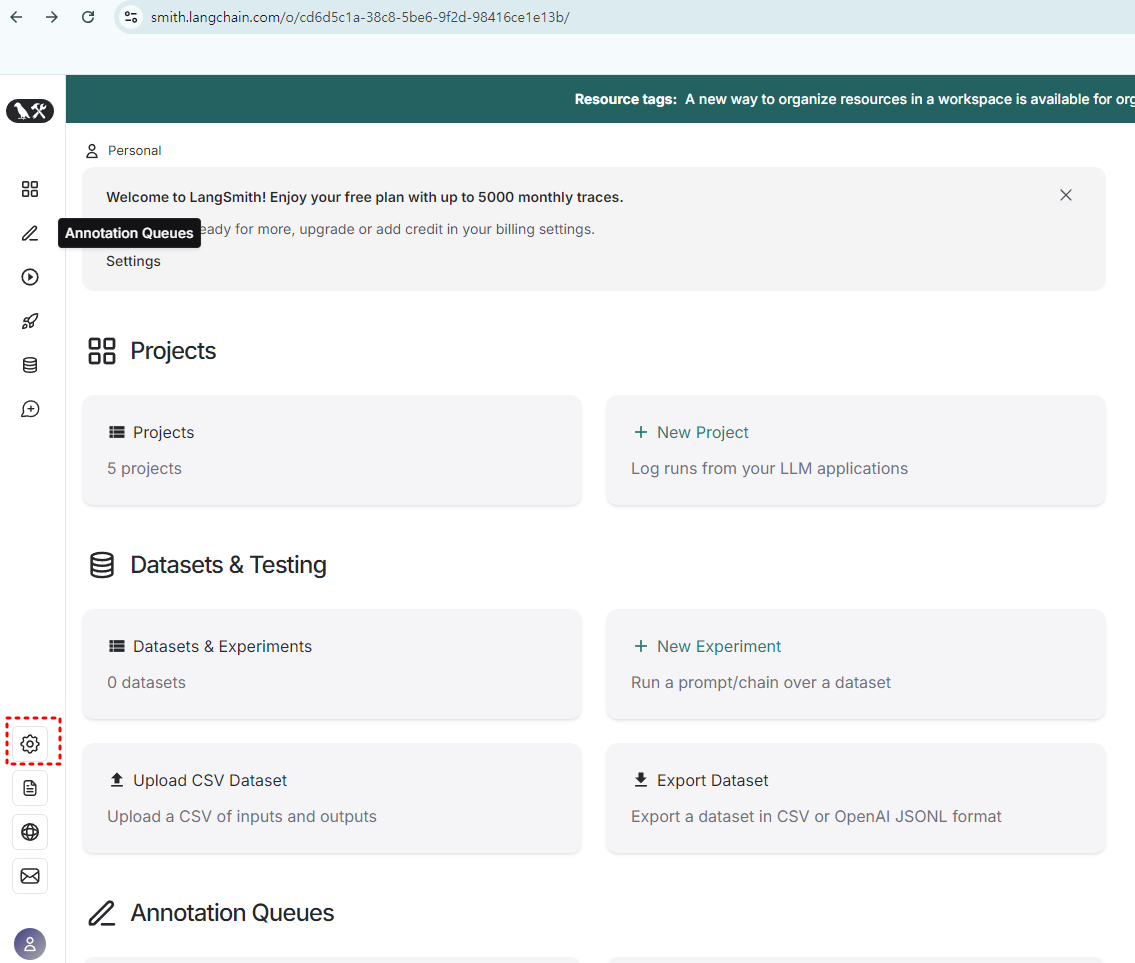 smith.langchain.com/o/cd6d5c1a-38c8-5be6-9f2d-98416ce1e13b/
Resource tags: A new way to organize resources in a workspace is available for org
Personal
Welcome to LangSmith! Enjoy your free plan with up to 5000 monthly traces.
Annotation Queues
eady for more, upgrade or add credit in your billing settings.
Settings
Projects
Projects
5 projects
New Project
Log runs from your LLM applications
Datasets & Testing
Datasets & Experiments
0 datasets
New Experiment
Run a prompt/chain over a dataset
Upload CSV Dataset
Upload a CSV of inputs and outputs
Export Dataset
Export a dataset in CSV or OpenAI JSONL format
Annotation Queues